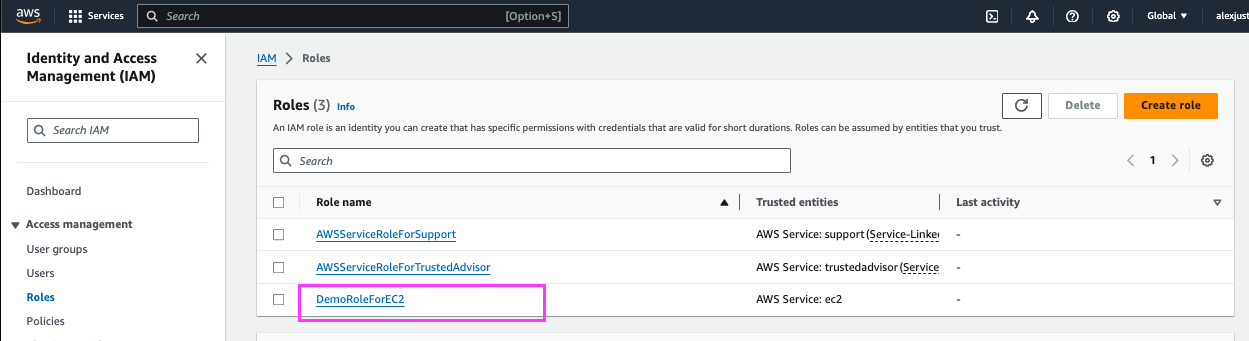 aws Services Search [Option+S] Global alexjust
Identity and Access
Management (IAM)
Search IAM
Dashboard
Access management
User groups
Users
Roles
Policies
IAM > Roles
Roles (3) Info
Delete
Create role
An IAM role is an identity you can create that has specific permissions with credentials that are valid for short durations. Roles can be assumed by entities that you trust.
Search
1
Role name Trusted entities Last activity
AWSServiceRoleForSupport AWS Service: support (Service-Linke -
AWSServiceRoleForTrustedAdvisor AWS Service: trustedadvisor (Service -
DemoRoleForEC2 AWS Service: ec2 -